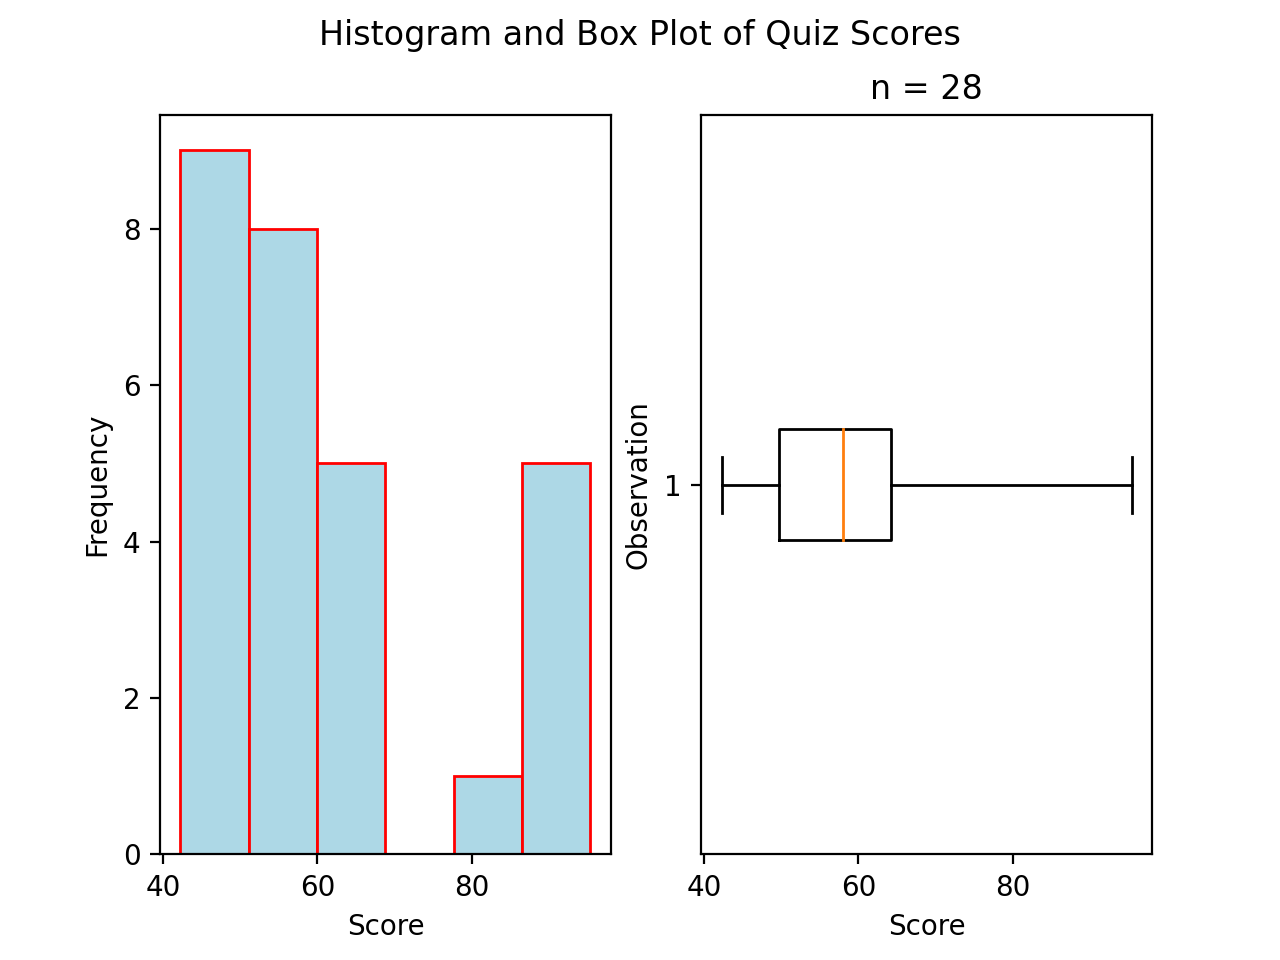 Histogram and Box Plot of Quiz Scores
Frequency
8
6
4
2
0
40 60 80
Score
n = 28
Observation
1
40 60 80
Score